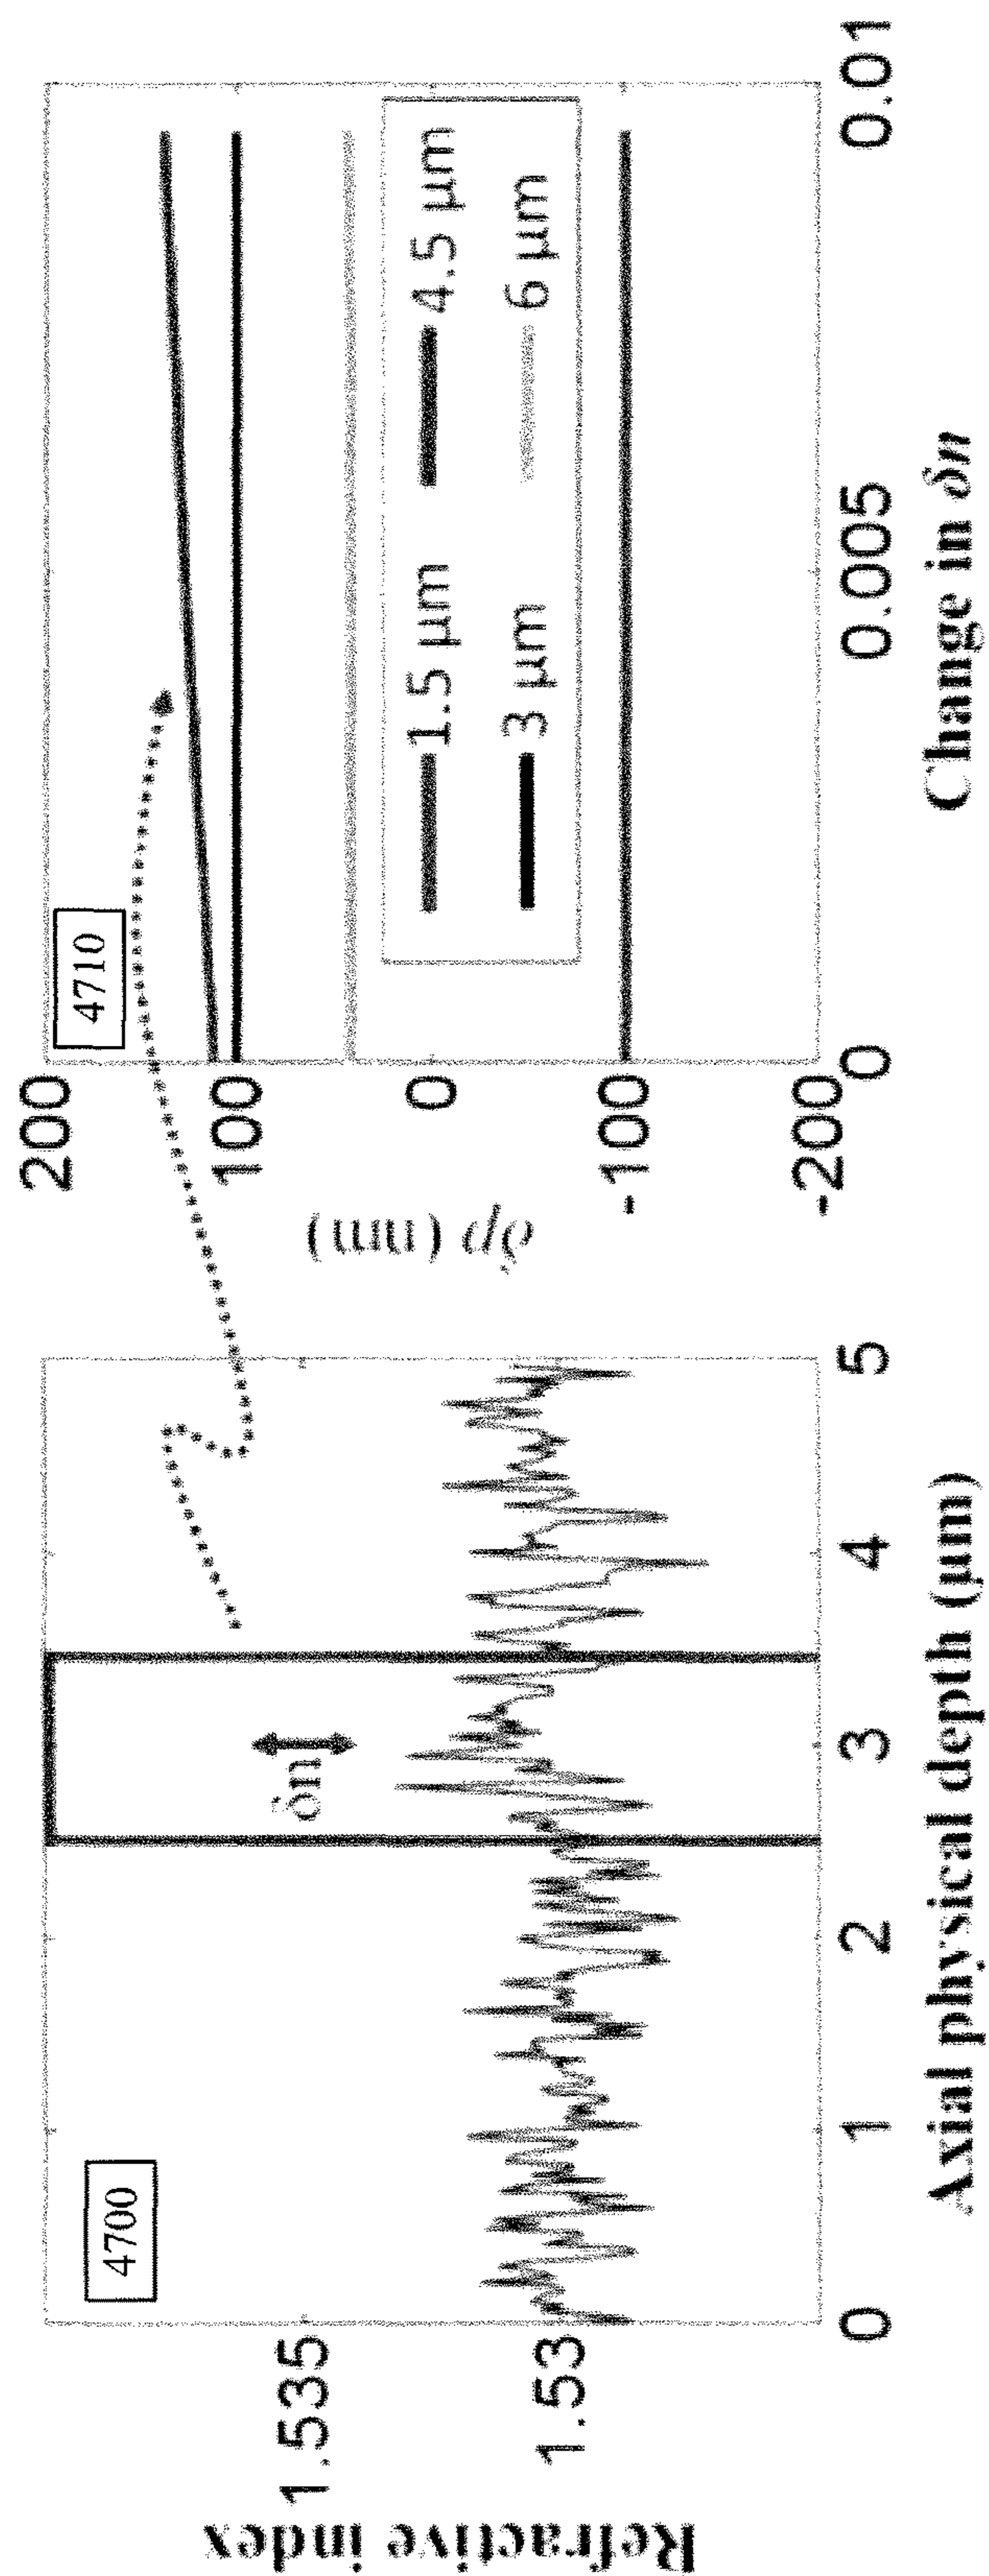 4700
Refractive index
1.535
1.53
δn
0
1
2
3
4
5
Axial physical depth (μm)
4710
δρ (nm)
200
100
0
-100
-200
1.5 μm
4.5 μm
3 μm
6 μm
0
0.005
0.01
Change in δn